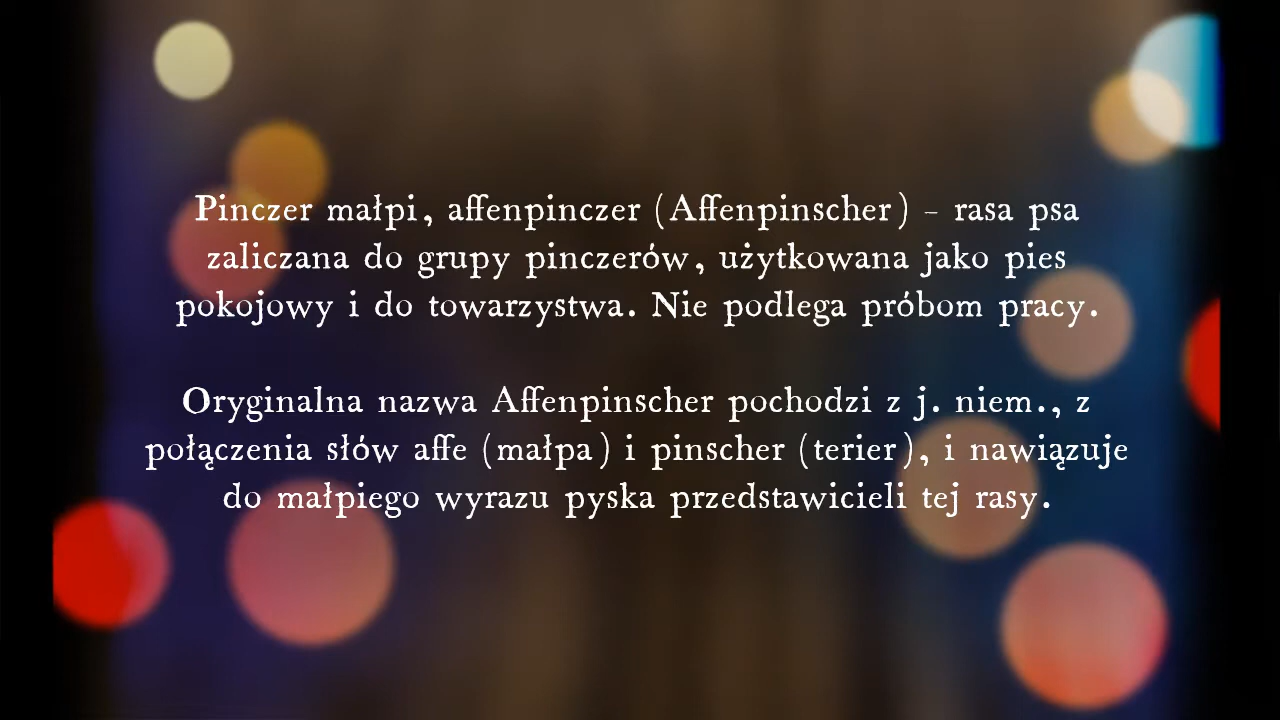 Pinczer małpi, affenpinczer (Affenpinscher) – rasa psa
zaliczana do grupy pinczerów, użytkowana jako pies
pokojowy i do towarzystwa. Nie podlega próbom pracy.
Oryginalna nazwa Affenpinscher pochodzi z j. niem., z
połączenia słów affe (małpa) i pinscher (terier), i nawiązuje
do małpiego wyrazu pyska przedstawicieli tej rasy.